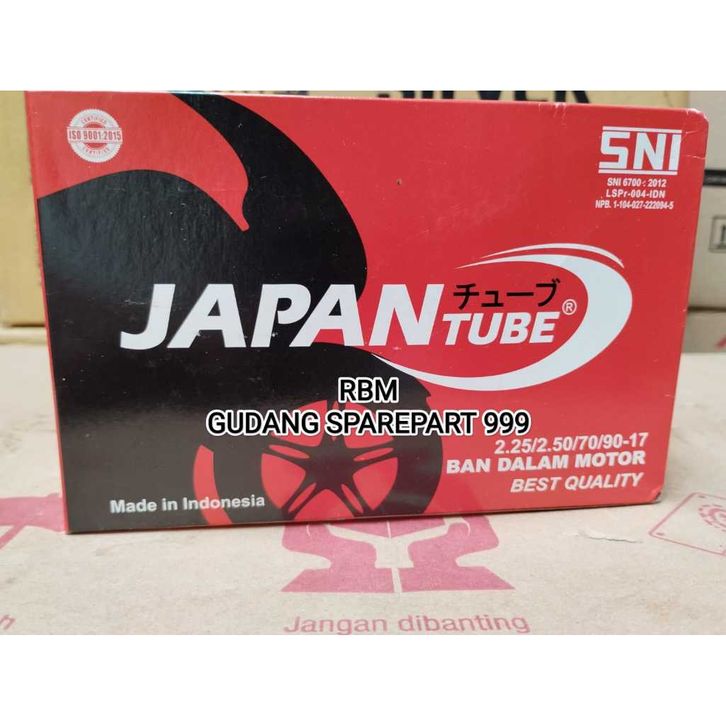 CERTIFIED
ISO 9001:2015
CERTIFIED
SNI
SNI 6700 : 2012
LSPr-004-IDN
NPB. 1-104-027-222094-5
チューブ
JAPAN TUBE®
RBM
GUDANG SPAREPART 999
2.25/2.50/70/90-17
BAN DALAM MOTOR
BEST QUALITY
Made in Indonesia
Jangan dibanting